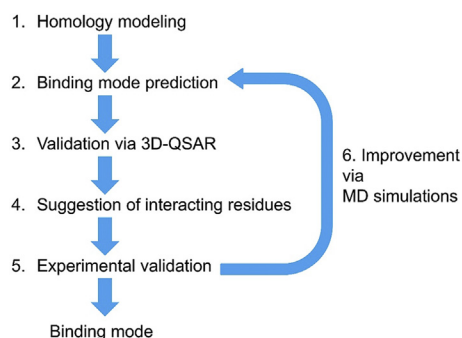 1. Homology modeling
2. Binding mode prediction
3. Validation via 3D-QSAR
4. Suggestion of interacting residues
5. Experimental validation
6. Improvement
via
MD simulations
Binding mode